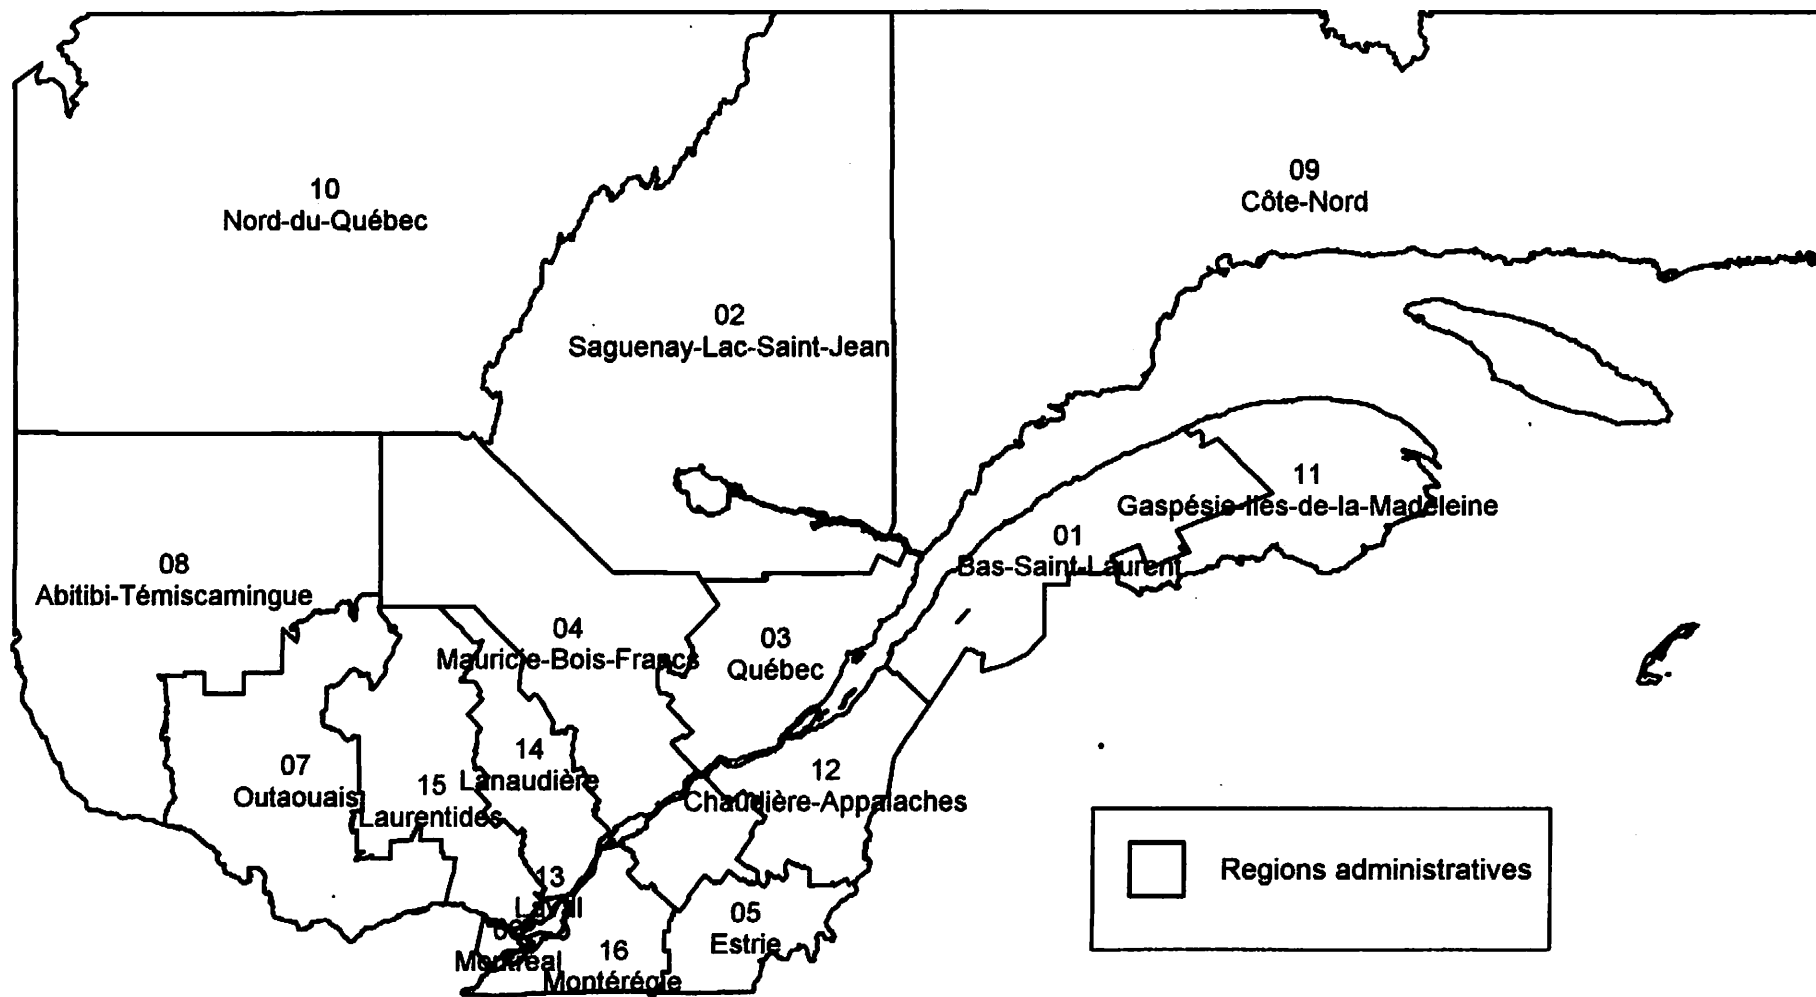 10
Nord-du-Québec
09
Côte-Nord
02
Saguenay-Lac-Saint-Jean
11
Gaspésie-Iles-de-la-Madeleine
01
Bas-Saint-Laurent
08
Abitibi-Témiscamingue
04
Mauricie-Bois-Francs
03
Québec
14
Lanaudière
07
Outaouais
15
Laurentides
12
Chaudière-Appalaches
Regions administratives
13
Laval
05
Estrie
06
Montréal
16
Montérégie